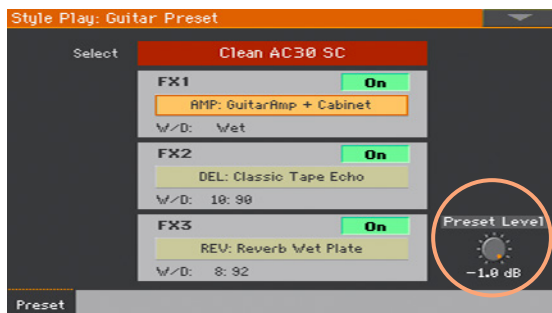 Style Play: Guitar Preset
Select
Clean AC30 SC
FX1 On
AMP: GuitarAmp + Cabinet
W/D: Wet
FX2 On
DEL: Classic Tape Echo
W/D: 10:90
FX3 On
REV: Reverb Wet Plate
W/D: 8:92
Preset Level
-1.0 dB
Preset